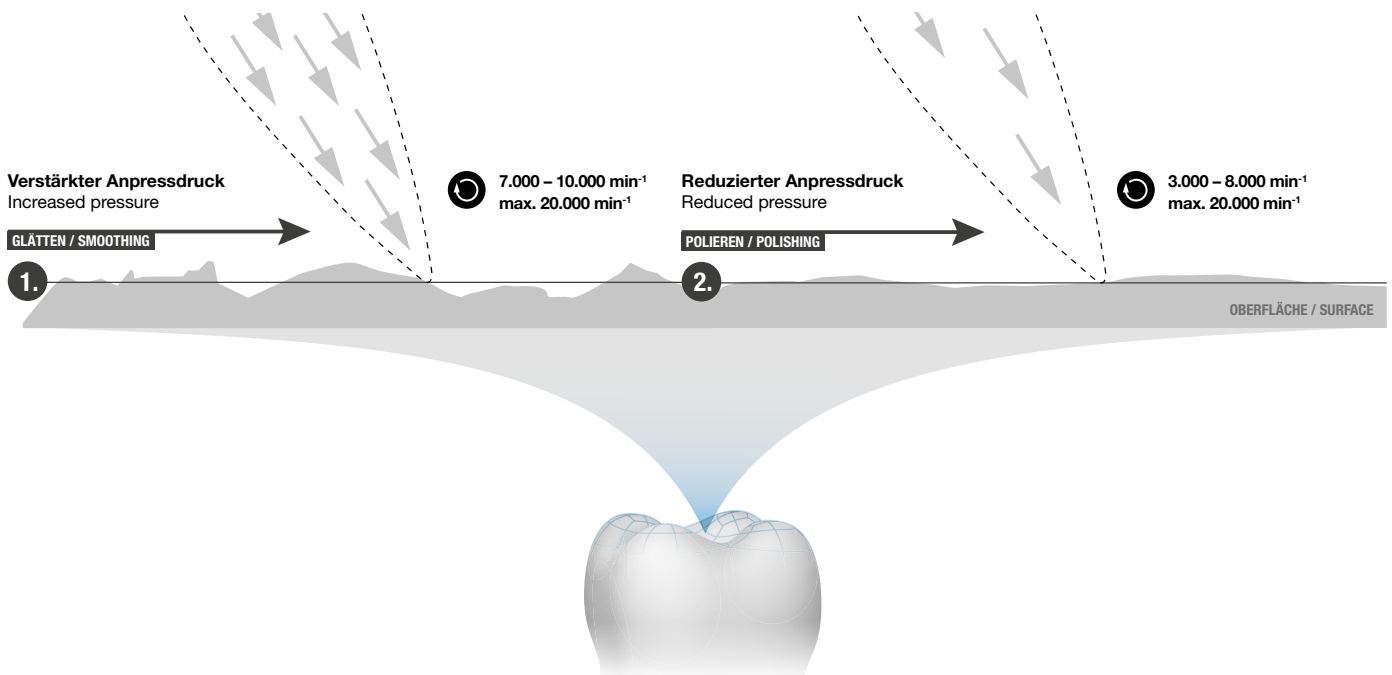 Verstärkter Anpressdruck
Increased pressure
GLÄTTEN / SMOOTHING
1.
7.000 – 10.000 min⁻¹
max. 20.000 min⁻¹
Reduzierter Anpressdruck
Reduced pressure
POLIEREN / POLISHING
2.
3.000 – 8.000 min⁻¹
max. 20.000 min⁻¹
OBERFLÄCHE / SURFACE